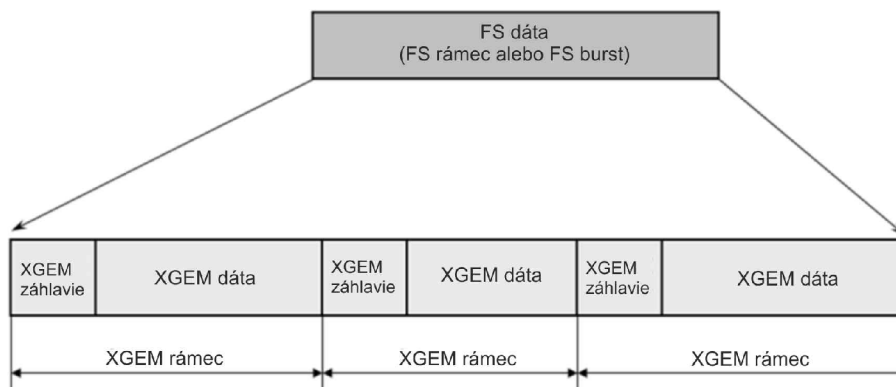 FS dáta
(FS rámec alebo FS burst)
XGEM
záhlavie
XGEM dáta
XGEM
záhlavie
XGEM dáta
XGEM
záhlavie
XGEM dáta
XGEM rámec
XGEM rámec
XGEM rámec